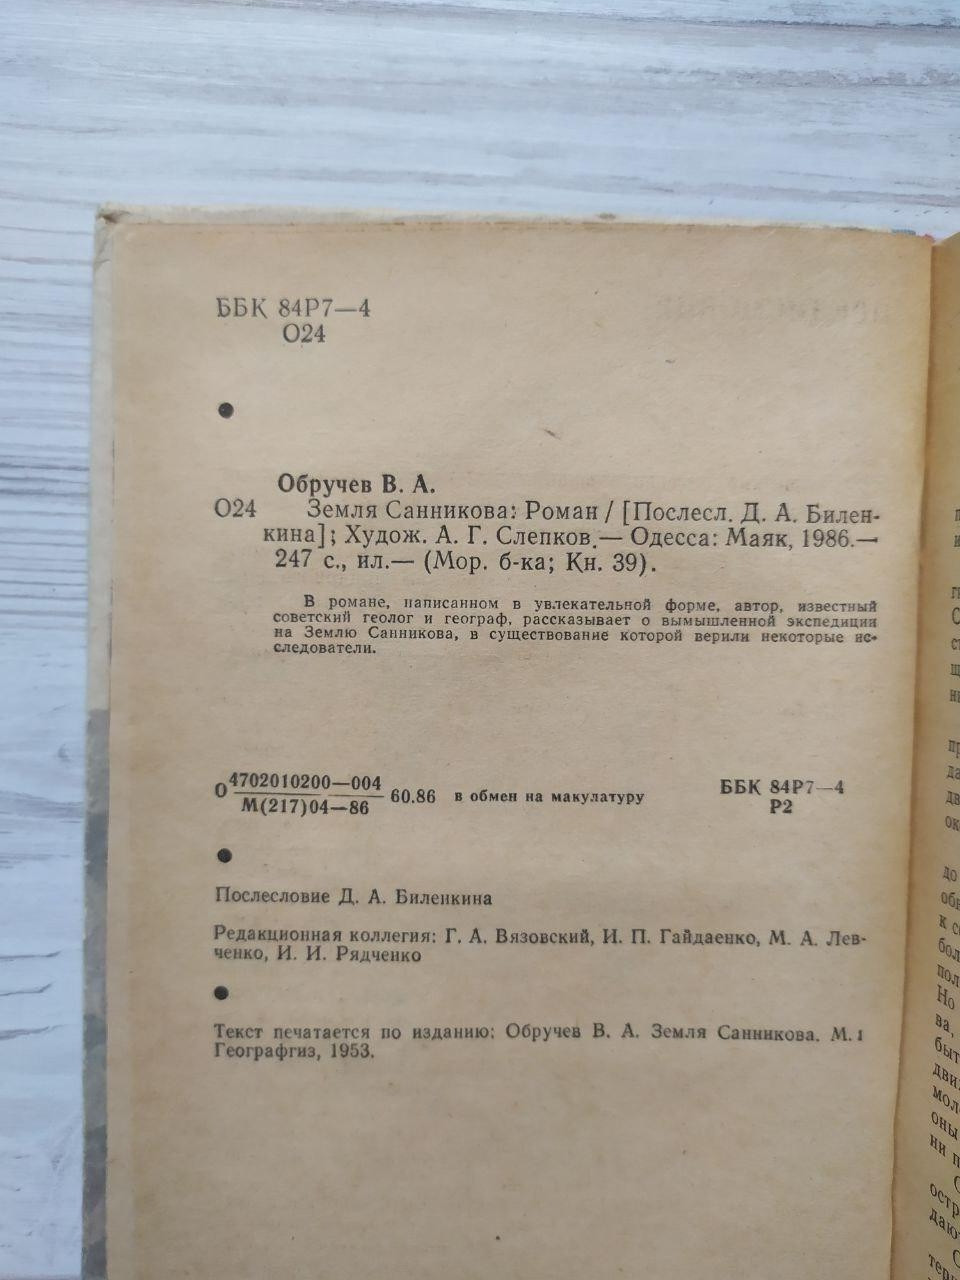 ББК 84Р7—4
О24
Обручев В. А.
О24 Земля Санникова: Роман / [Послесл. Д. А. Билен-
кина]; Худож. А. Г. Слепков.— Одесса: Маяк, 1986.—
247 с., ил.— (Мор. б-ка; Кн. 39).
В романе, написанном в увлекательной форме, автор, известный
советский геолог и географ, рассказывает о вымышленной экспедиции
на Землю Санникова, в существование которой верили некоторые ис-
следователи.
О 4702010200—004
М(217)04—86 60.86 в обмен на макулатуру
ББК 84Р7—4
Р2
Послесловие Д. А. Биленкина
Редакционная коллегия: Г. А. Вязовский, И. П. Гайдаенко, М. А. Лев-
ченко, И. И. Рядченко
Текст печатается по изданию: Обручев В. А. Земля Санникова. М.:
Географгиз, 1953.